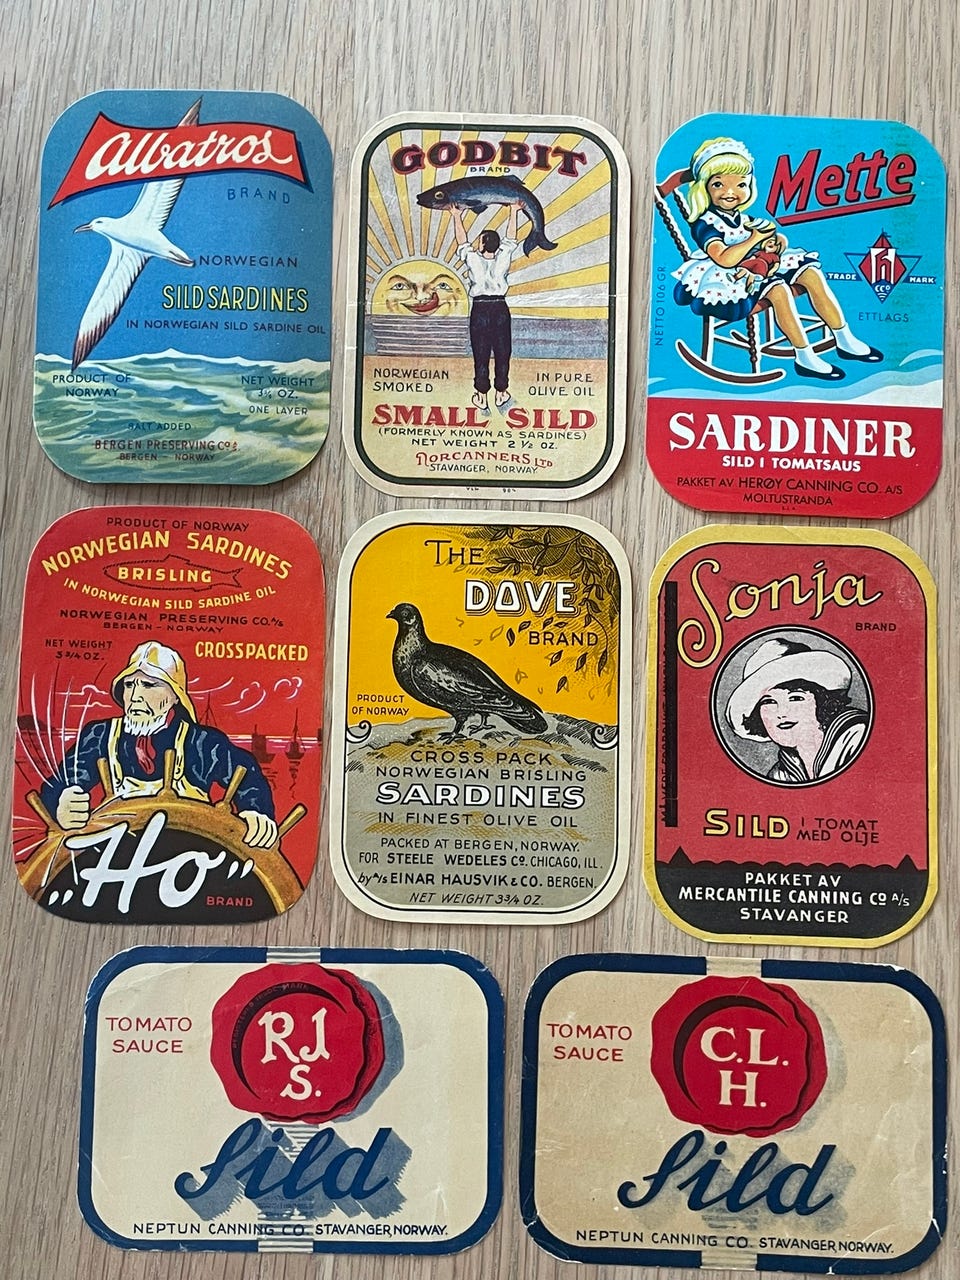 Albatros
BRAND
NORWEGIAN
SILD SARDINES
IN NORWEGIAN SILD SARDINE OIL
PRODUCT OF
NORWAY
NET WEIGHT
3¾ OZ.
ONE LAYER
SALT ADDED
BERGEN PRESERVING Co ⁄s
BERGEN - NORWAY
GODBIT
BRAND
NORWEGIAN
SMOKED
IN PURE
OLIVE OIL
SMALL SILD
(FORMERLY KNOWN AS SARDINES)
NET WEIGHT 2 ½ OZ.
NORCANNERS LTD
STAVANGER, NORWAY.
Mette
TRADE MARK
CCo
NETTO 106 GR
ETTLAGS
SARDINER
SILD I TOMATSAUS
PAKKET AV HERØY CANNING CO. A/S
MOLTUSTRANDA
PRODUCT OF NORWAY
NORWEGIAN SARDINES
BRISLING
IN NORWEGIAN SILD SARDINE OIL
NORWEGIAN PRESERVING CO. A/S
BERGEN - NORWAY
NET WEIGHT
3 3/4 OZ.
CROSSPACKED
„Ho”
BRAND
THE
DOVE
BRAND
PRODUCT
OF NORWAY
CROSS PACK
NORWEGIAN BRISLING
SARDINES
IN FINEST OLIVE OIL
PACKED AT BERGEN, NORWAY.
FOR STEELE WEDELES Co. CHICAGO, ILL.
by A/s EINAR HAUSVIK & CO. BERGEN.
NET WEIGHT 3 3/4 OZ.
Sonja
BRAND
SILD I TOMAT
MED OLJE
PAKKET AV
MERCANTILE CANNING Co A/s
STAVANGER
TOMATO
SAUCE
R.J.
S.
Sild
NEPTUN CANNING CO. STAVANGER, NORWAY.
TOMATO
SAUCE
C.L.
H.
Sild
NEPTUN CANNING CO. STAVANGER, NORWAY.